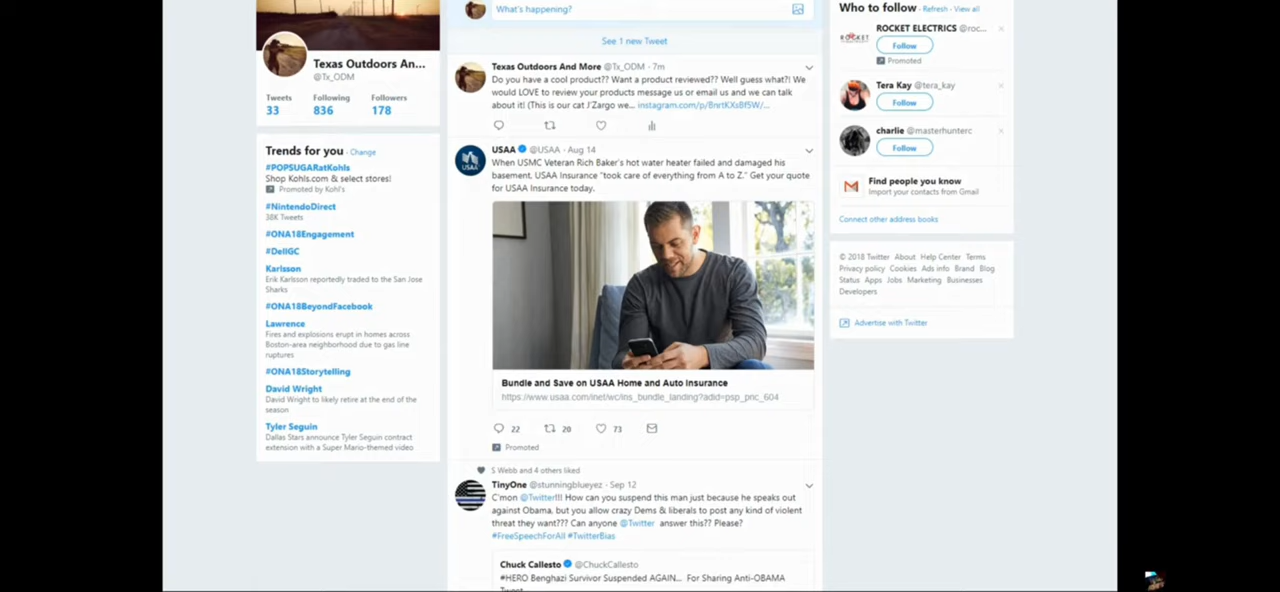 Texas Outdoors An...
@Tx_ODM
Tweets Following Followers
33 836 178
Trends for you · Change
#POPSUGARatKohls
Shop Kohls.com & select stores!
Promoted by Kohl's
#NintendoDirect
38K Tweets
#ONA18Engagement
#DellGC
Karlsson
Erik Karlsson reportedly traded to the San Jose
Sharks
#ONA18BeyondFacebook
Lawrence
Fires and explosions erupt in homes across
Boston-area neighborhood due to gas line
ruptures
#ONA18Storytelling
David Wright
David Wright to likely retire at the end of the
season
Tyler Seguin
Dallas Stars announce Tyler Seguin contract
extension with a Super Mario-themed video
What's happening?
See 1 new Tweet
Texas Outdoors And More @Tx_ODM · 7m
Do you have a cool product?? Want a product reviewed?? Well guess what?! We
would LOVE to review your products message us or email us and we can talk
about it! (This is our cat J'Zargo we... instagram.com/p/BnrtKXsBf5W/...
USAA @USAA · Aug 14
When USMC Veteran Rich Baker's hot water heater failed and damaged his
basement, USAA Insurance "took care of everything from A to Z." Get your quote
for USAA Insurance today.
USAA
Bundle and Save on USAA Home and Auto Insurance
https://www.usaa.com/inet/wc/ins_bundle_landing?adid=psp_pric_604
22 20 73
Promoted
S Webb and 4 others liked
TinyOne @stunningblueyez · Sep 12
C'mon @Twitter!!! How can you suspend this man just because he speaks out
against Obama, but you allow crazy Dems & liberals to post any kind of violent
threat they want??? Can anyone @Twitter answer this?? Please?
#FreeSpeechForAll #TwitterBias
Chuck Callesto @ChuckCallesto
#HERO Benghazi Survivor Suspended AGAIN... For Sharing Anti-OBAMA
Tweet
Who to follow · Refresh · View all
ROCKET ELECTRICS @roc...
Follow
Promoted
Tera Kay @tera_kay
Follow
charlie @masterhunterc
Follow
Find people you know
Import your contacts from Gmail
Connect other address books
© 2018 Twitter About Help Center Terms
Privacy policy Cookies Ads info Brand Blog
Status Apps Jobs Marketing Businesses
Developers
Advertise with Twitter